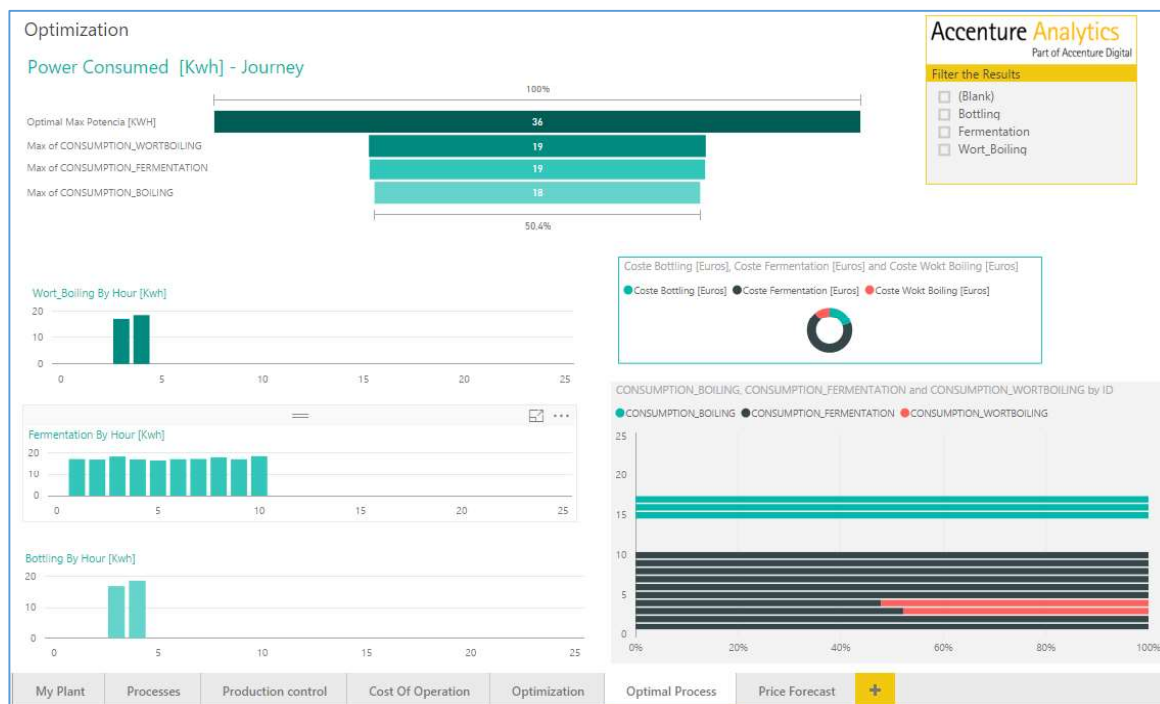 Optimization
Power Consumed [Kwh] - Journey
100%
Optimal Max Potencia [KWH]
36
Max of CONSUMPTION_WORTBOILING
19
Max of CONSUMPTION_FERMENTATION
19
Max of CONSUMPTION_BOILING
18
50.4%
Accenture Analytics
Part of Accenture Digital
Filter the Results
(Blank)
Bottling
Fermentation
Wort_Boiling
Wort_Boiling By Hour [Kwh]
20
10
0
0 5 10 15 20 25
Fermentation By Hour [Kwh]
20
10
0
0 5 10 15 20 25
Bottling By Hour [Kwh]
20
10
0
0 5 10 15 20 25
Coste Bottling [Euros], Coste Fermentation [Euros] and Coste Wokt Boiling [Euros]
Coste Bottling [Euros] Coste Fermentation [Euros] Coste Wokt Boiling [Euros]
CONSUMPTION_BOILING, CONSUMPTION_FERMENTATION and CONSUMPTION_WORTBOILING by ID
CONSUMPTION_BOILING CONSUMPTION_FERMENTATION CONSUMPTION_WORTBOILING
25
20
15
10
5
0
0% 20% 40% 60% 80% 100%
My Plant Processes Production control Cost Of Operation Optimization Optimal Process Price Forecast +